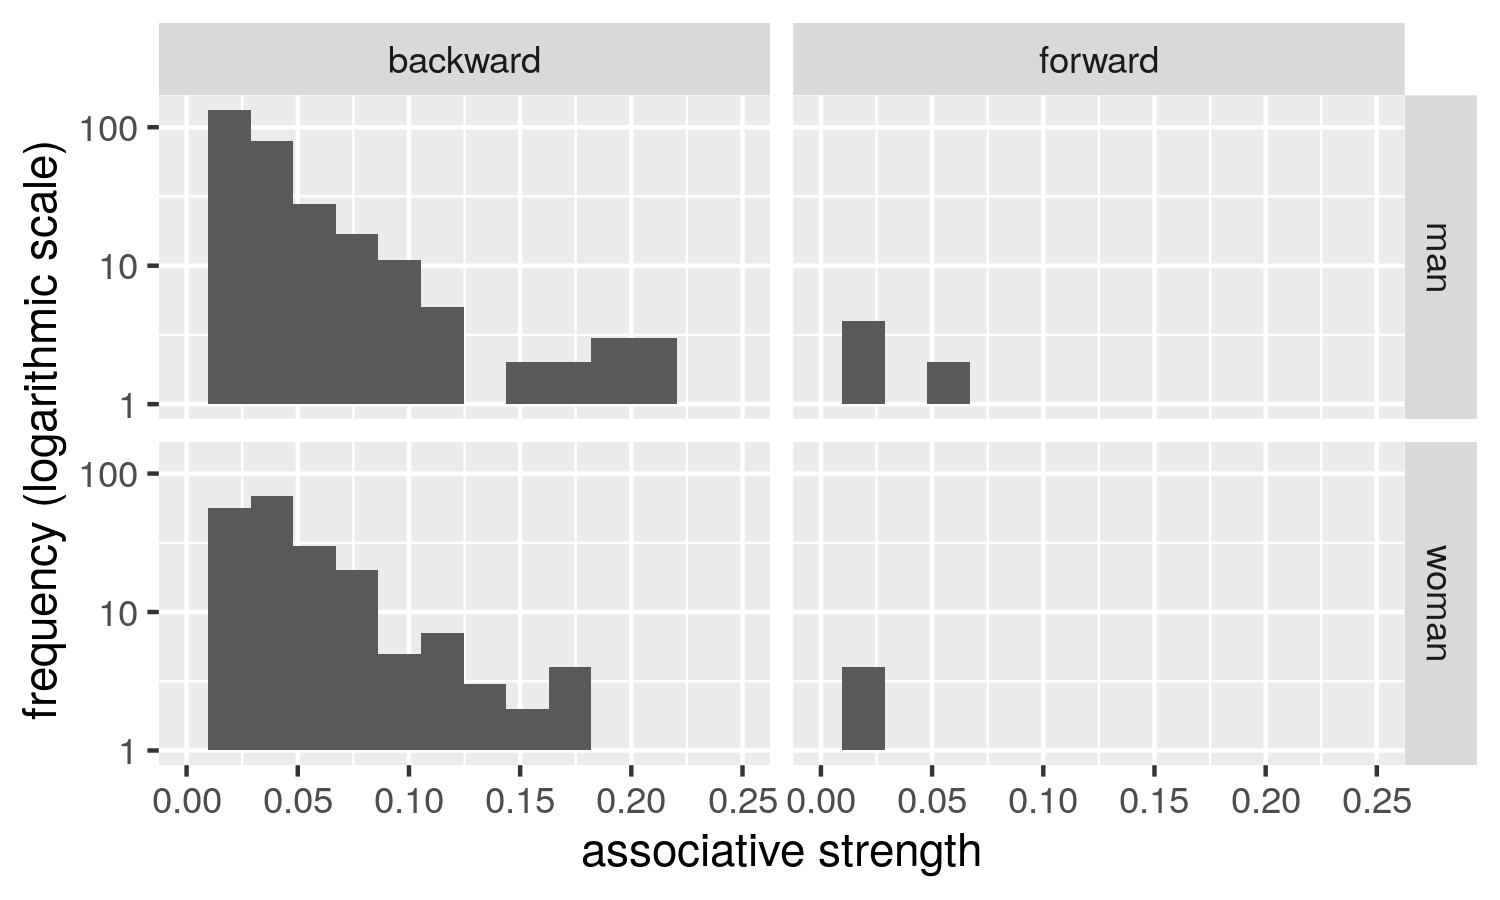 backward
forward
frequency (logarithmic scale)
100
10
1
man
100
10
1
woman
0.00 0.05 0.10 0.15 0.20 0.25 0.00 0.05 0.10 0.15 0.20 0.25
associative strength